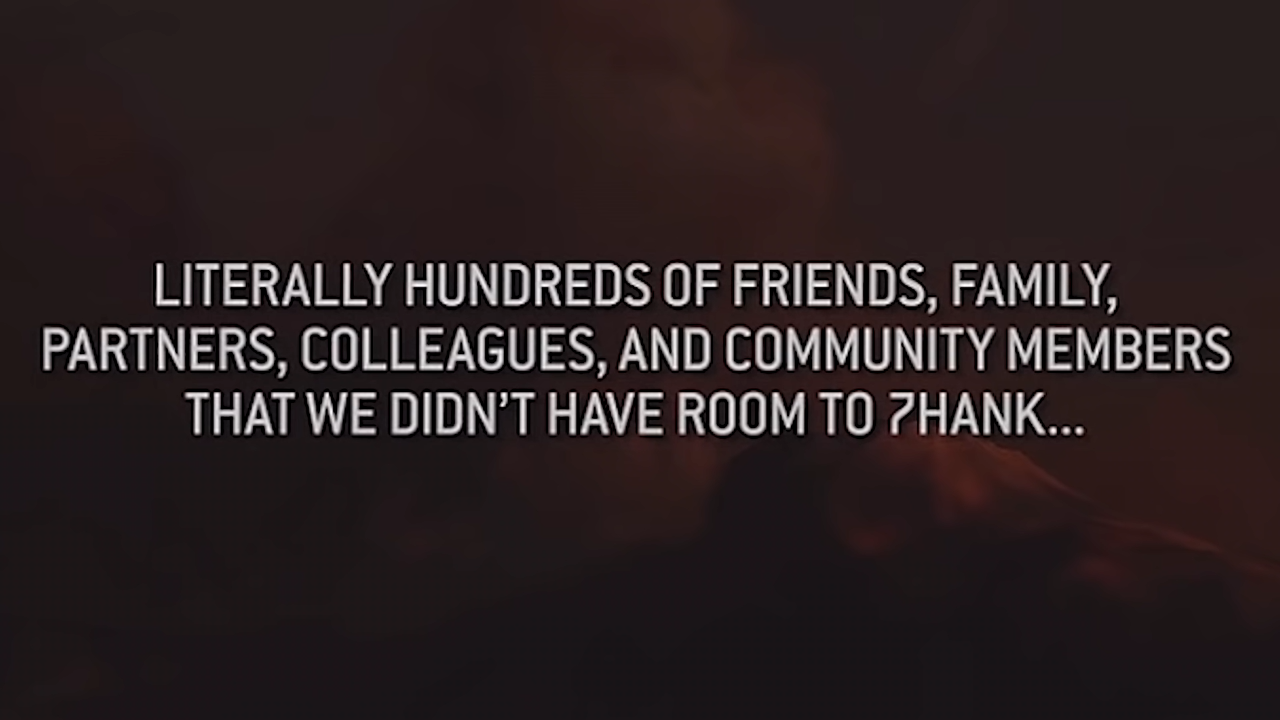 LITERALLY HUNDREDS OF FRIENDS, FAMILY,
PARTNERS, COLLEAGUES, AND COMMUNITY MEMBERS
THAT WE DIDN’T HAVE ROOM TO 7HANK...